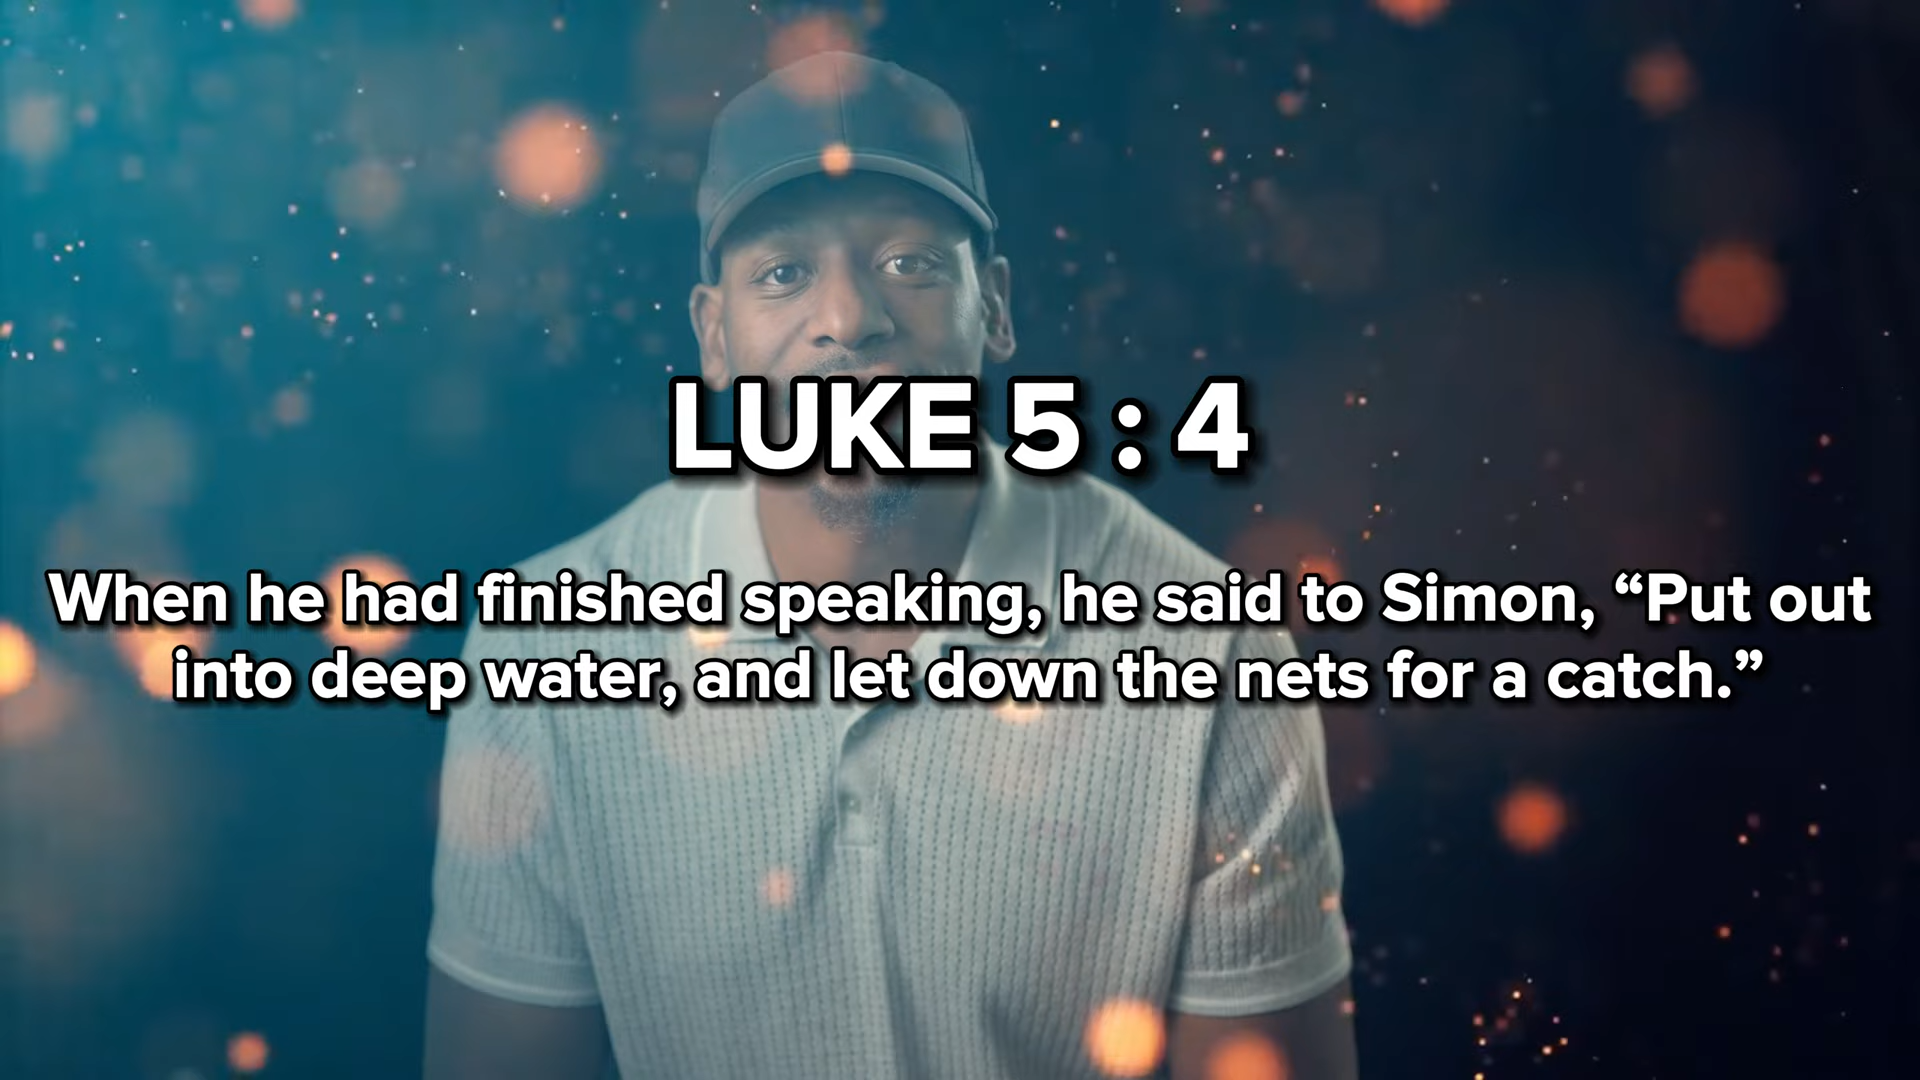 LUKE 5 : 4
When he had finished speaking, he said to Simon, “Put out
into deep water, and let down the nets for a catch.”